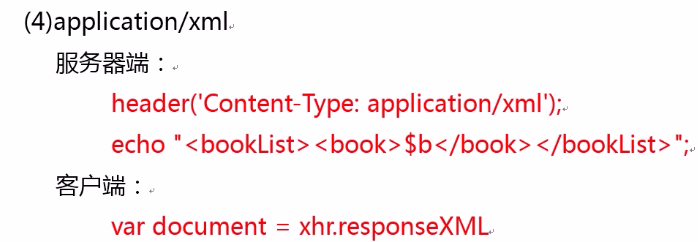 (4)application/xml
服务器端：
header('Content-Type: application/xml');
echo "<bookList><book>$b</book></bookList>";
客户端：
var document = xhr.responseXML